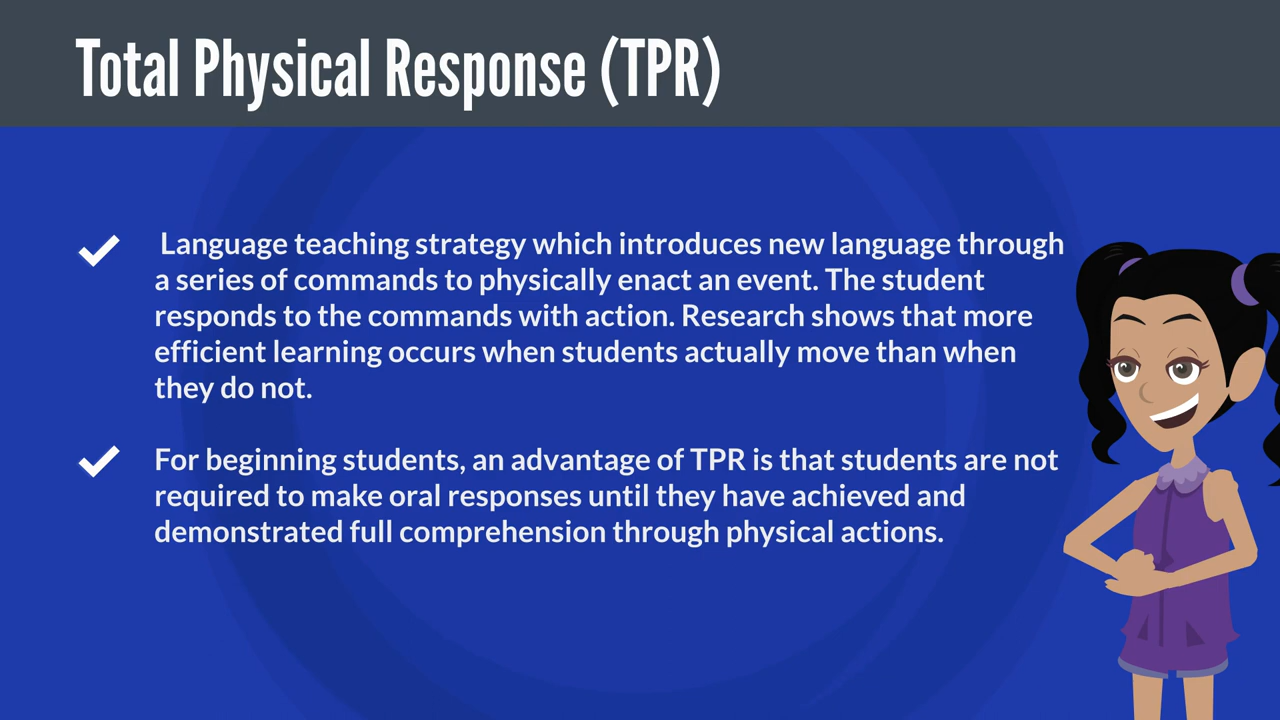 Total Physical Response (TPR)
Language teaching strategy which introduces new language through
a series of commands to physically enact an event. The student
responds to the commands with action. Research shows that more
efficient learning occurs when students actually move than when
they do not.
For beginning students, an advantage of TPR is that students are not
required to make oral responses until they have achieved and
demonstrated full comprehension through physical actions.